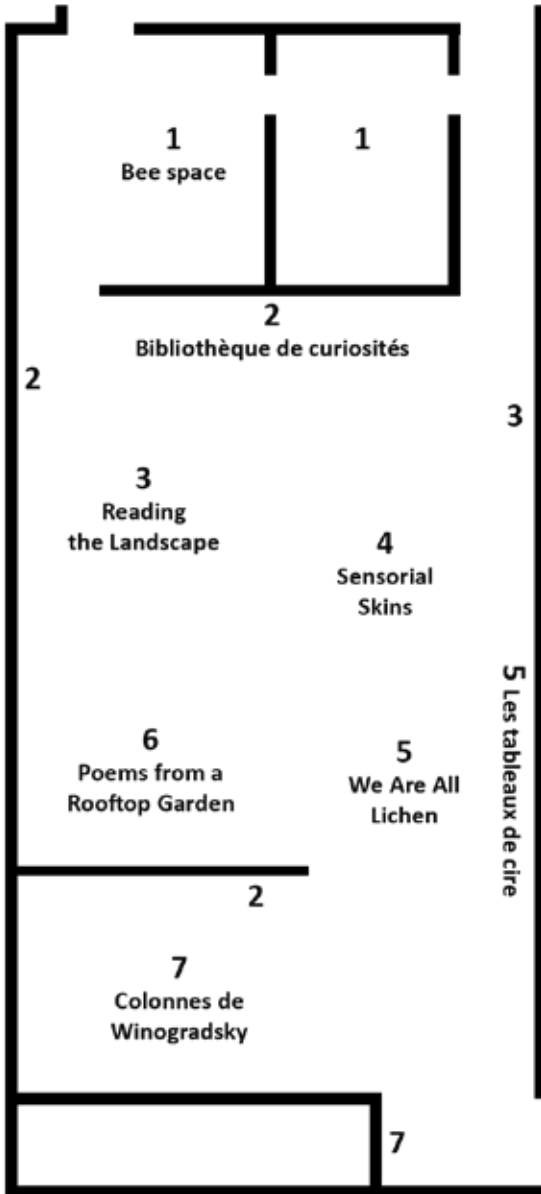 1
Bee space
1
2
Bibliothèque de curiosités
2
3
3
Reading
the Landscape
4
Sensorial
Skins
5 Les tableaux de cire
6
Poems from a
Rooftop Garden
5
We Are All
Lichen
2
7
Colonnes de
Winogradsky
7